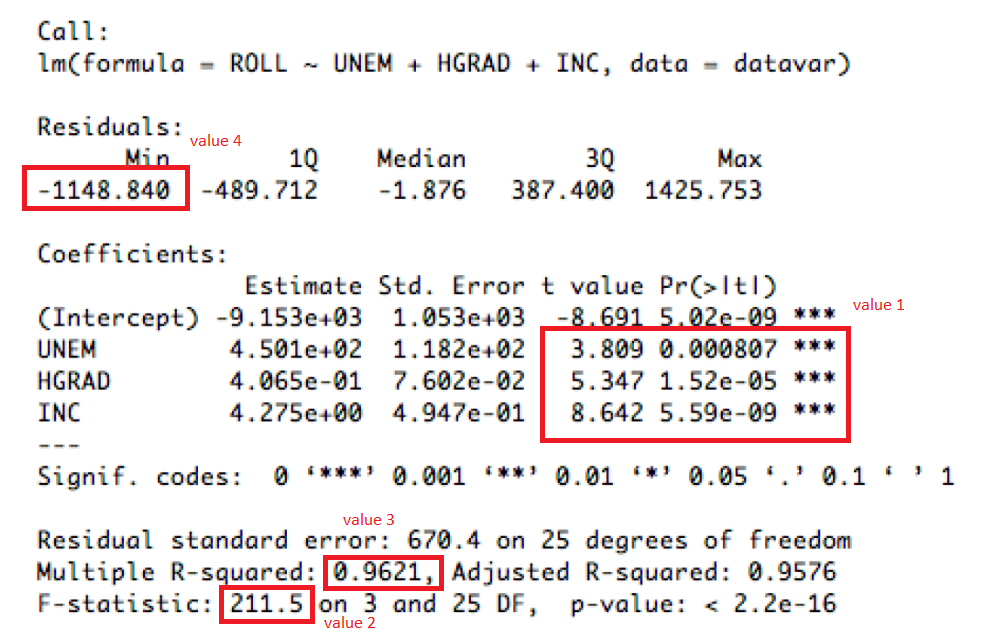 Call:
lm(formula = ROLL ~ UNEM + HGRAD + INC, data = datavar)
Residuals:
value 4
Min 1Q Median 3Q Max
-1148.840 -489.712 -1.876 387.400 1425.753
Coefficients:
Estimate Std. Error t value Pr(>|t|)
value 1
(Intercept) -9.153e+03 1.053e+03 -8.691 5.02e-09 ***
UNEM 4.501e+02 1.182e+02 3.809 0.000807 ***
HGRAD 4.065e-01 7.602e-02 5.347 1.52e-05 ***
INC 4.275e+00 4.947e-01 8.642 5.59e-09 ***
---
Signif. codes: 0 ‘***’ 0.001 ‘**’ 0.01 ‘*’ 0.05 ‘.’ 0.1 ‘ ’ 1
value 3
Residual standard error: 670.4 on 25 degrees of freedom
Multiple R-squared: 0.9621, Adjusted R-squared: 0.9576
F-statistic: 211.5 on 3 and 25 DF, p-value: < 2.2e-16
value 2